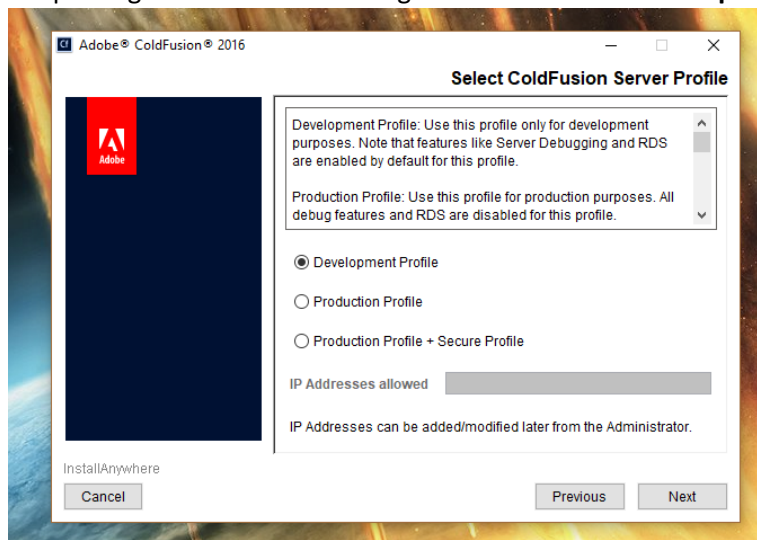 Cf Adobe® ColdFusion® 2016
Select ColdFusion Server Profile
Adobe
Development Profile: Use this profile only for development
purposes. Note that features like Server Debugging and RDS
are enabled by default for this profile.
Production Profile: Use this profile for production purposes. All
debug features and RDS are disabled for this profile.
Development Profile
Production Profile
Production Profile + Secure Profile
IP Addresses allowed
IP Addresses can be added/modified later from the Administrator.
InstallAnywhere
Cancel
Previous
Next